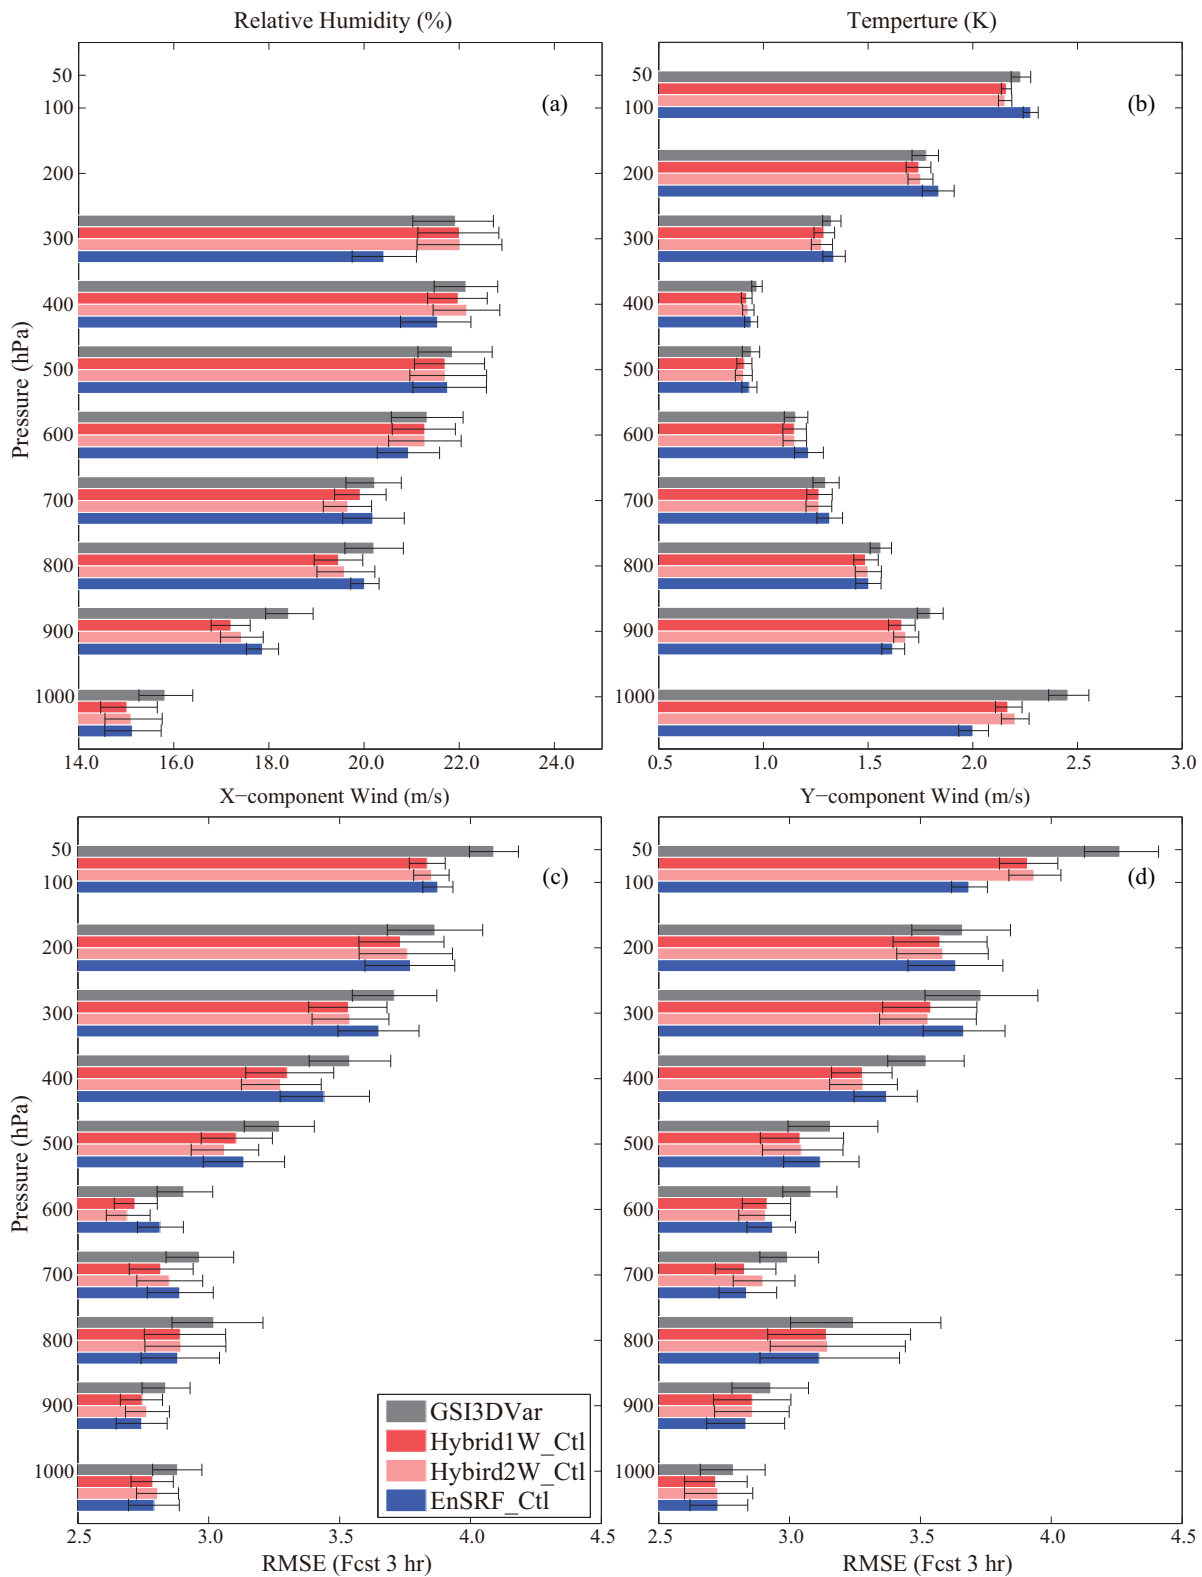 Relative Humidity (%)
Temperture (K)
50
100
200
300
400
500
600
700
800
900
1000
Pressure (hPa)
(a)
14.0 16.0 18.0 20.0 22.0 24.0
50
100
200
300
400
500
600
700
800
900
1000
(b)
0.5 1.0 1.5 2.0 2.5 3.0
X−component Wind (m/s)
Y−component Wind (m/s)
50
100
200
300
400
500
600
700
800
900
1000
Pressure (hPa)
(c)
GSI3DVar
Hybrid1W_Ctl
Hybird2W_Ctl
EnSRF_Ctl
2.5 3.0 3.5 4.0 4.5
RMSE (Fcst 3 hr)
50
100
200
300
400
500
600
700
800
900
1000
(d)
2.5 3.0 3.5 4.0 4.5
RMSE (Fcst 3 hr)